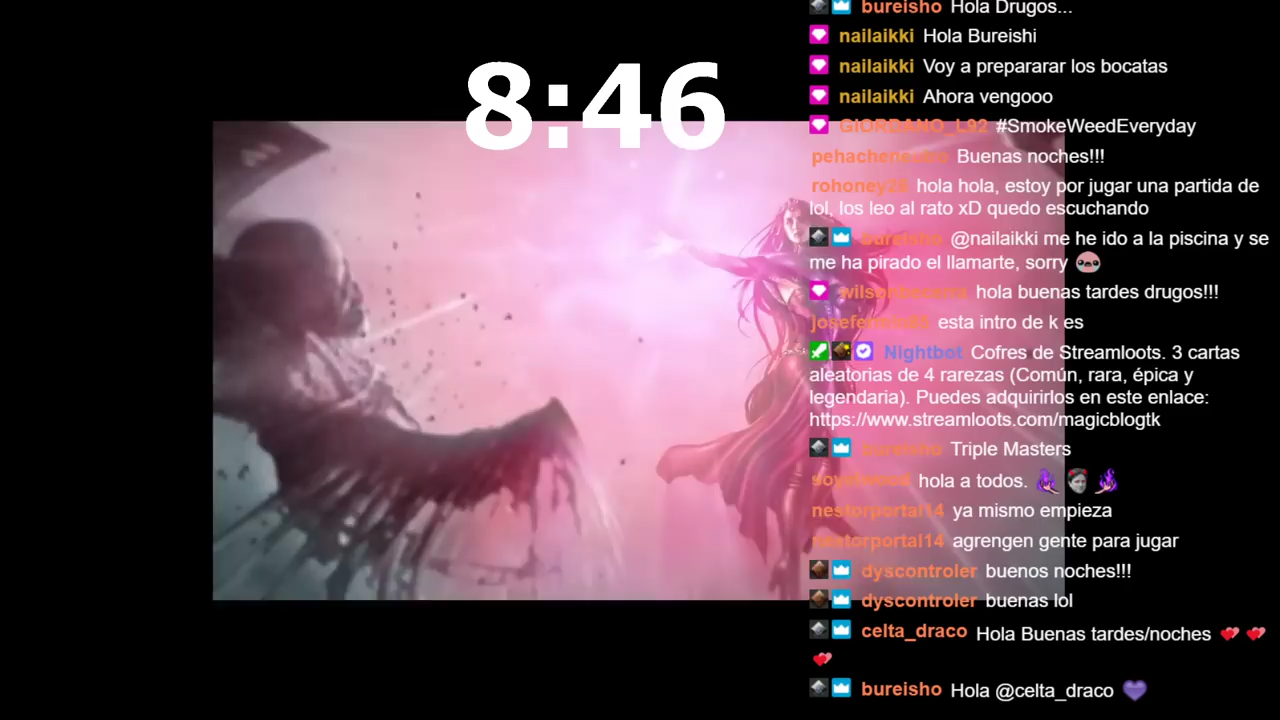 8:46
bureisho Hola Drugos...
nailaikki Hola Bureishi
nailaikki Voy a prepararar los bocatas
nailaikki Ahora vengooo
GIORDANO_L92 #SmokeWeedEveryday
Buenas noches!!!
hola hola, estoy por jugar una partida de
lol, los leo al rato xD quedo escuchando
bureisho @nailaikki me he ido a la piscina y se
me ha pirado el llamarte, sorry
hola buenas tardes drugos!!!
esta intro de k es
Nightbot Cofres de Streamloots. 3 cartas
aleatorias de 4 rarezas (Común, rara, épica y
legendaria). Puedes adquirirlos en este enlace:
https://www.streamloots.com/magicblogtk
bureisho Triple Masters
hola a todos.
nestorportal14 ya mismo empieza
nestorportal14 agrengen gente para jugar
dyscontroler buenos noches!!!
dyscontroler buenas lol
celta_draco Hola Buenas tardes/noches
bureisho Hola @celta_draco